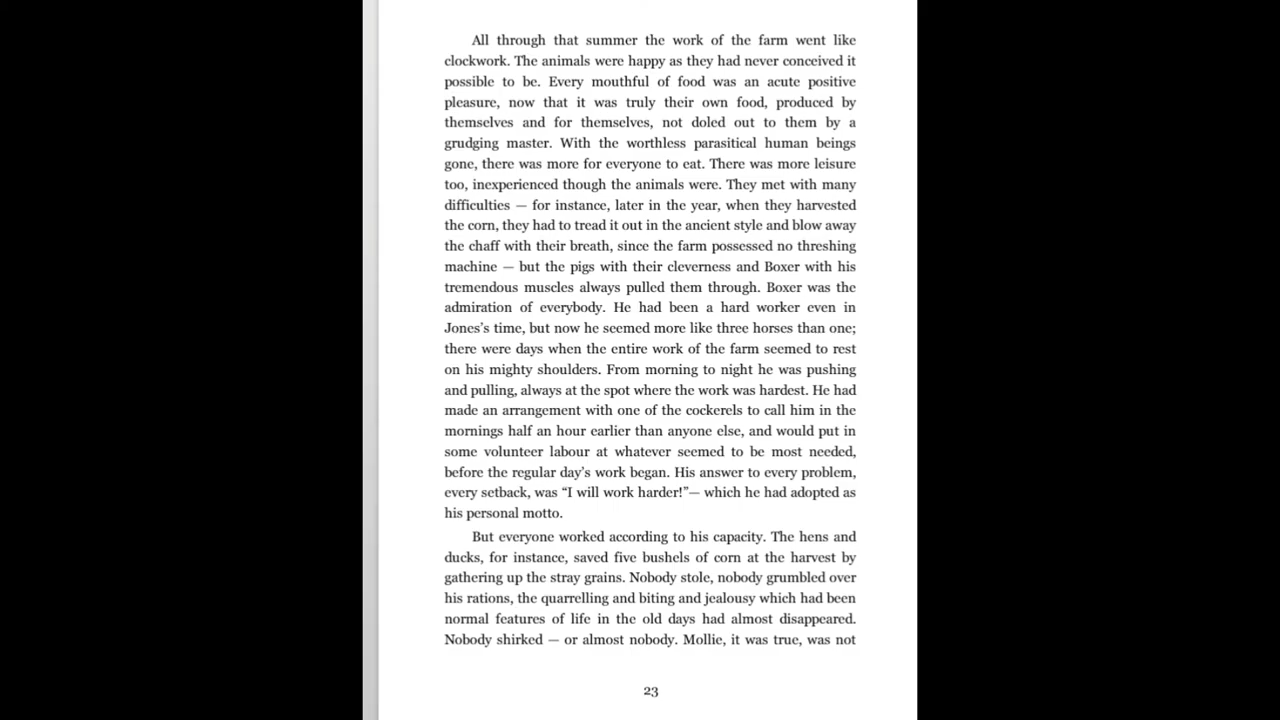 All through that summer the work of the farm went like
clockwork. The animals were happy as they had never conceived it
possible to be. Every mouthful of food was an acute positive
pleasure, now that it was truly their own food, produced by
themselves and for themselves, not doled out to them by a
grudging master. With the worthless parasitical human beings
gone, there was more for everyone to eat. There was more leisure
too, inexperienced though the animals were. They met with many
difficulties — for instance, later in the year, when they harvested
the corn, they had to tread it out in the ancient style and blow away
the chaff with their breath, since the farm possessed no threshing
machine — but the pigs with their cleverness and Boxer with his
tremendous muscles always pulled them through. Boxer was the
admiration of everybody. He had been a hard worker even in
Jones’s time, but now he seemed more like three horses than one;
there were days when the entire work of the farm seemed to rest
on his mighty shoulders. From morning to night he was pushing
and pulling, always at the spot where the work was hardest. He had
made an arrangement with one of the cockerels to call him in the
mornings half an hour earlier than anyone else, and would put in
some volunteer labour at whatever seemed to be most needed,
before the regular day’s work began. His answer to every problem,
every setback, was “I will work harder!”— which he had adopted as
his personal motto.
But everyone worked according to his capacity. The hens and
ducks, for instance, saved five bushels of corn at the harvest by
gathering up the stray grains. Nobody stole, nobody grumbled over
his rations, the quarrelling and biting and jealousy which had been
normal features of life in the old days had almost disappeared.
Nobody shirked — or almost nobody. Mollie, it was true, was not
23